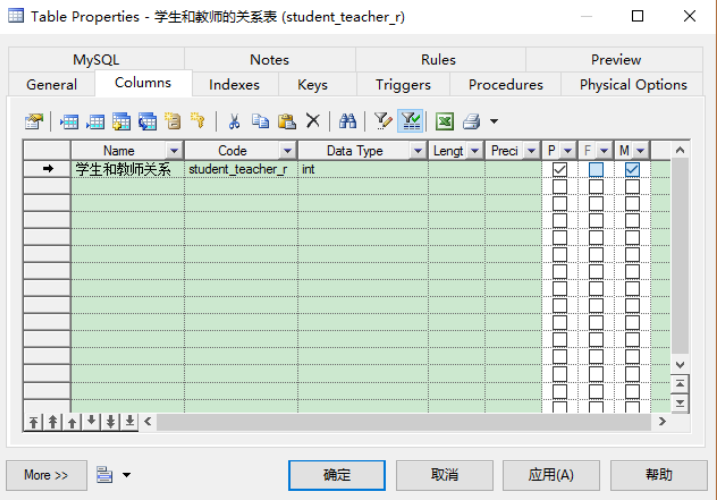 Table Properties - 学生和教师的关系表 (student_teacher_r)
MySQL Notes Rules Preview
General Columns Indexes Keys Triggers Procedures Physical Options
Name Code Data Type Lengt Preci P F M
学生和教师关系 student_teacher_r int
More >> 确定 取消 应用(A) 帮助